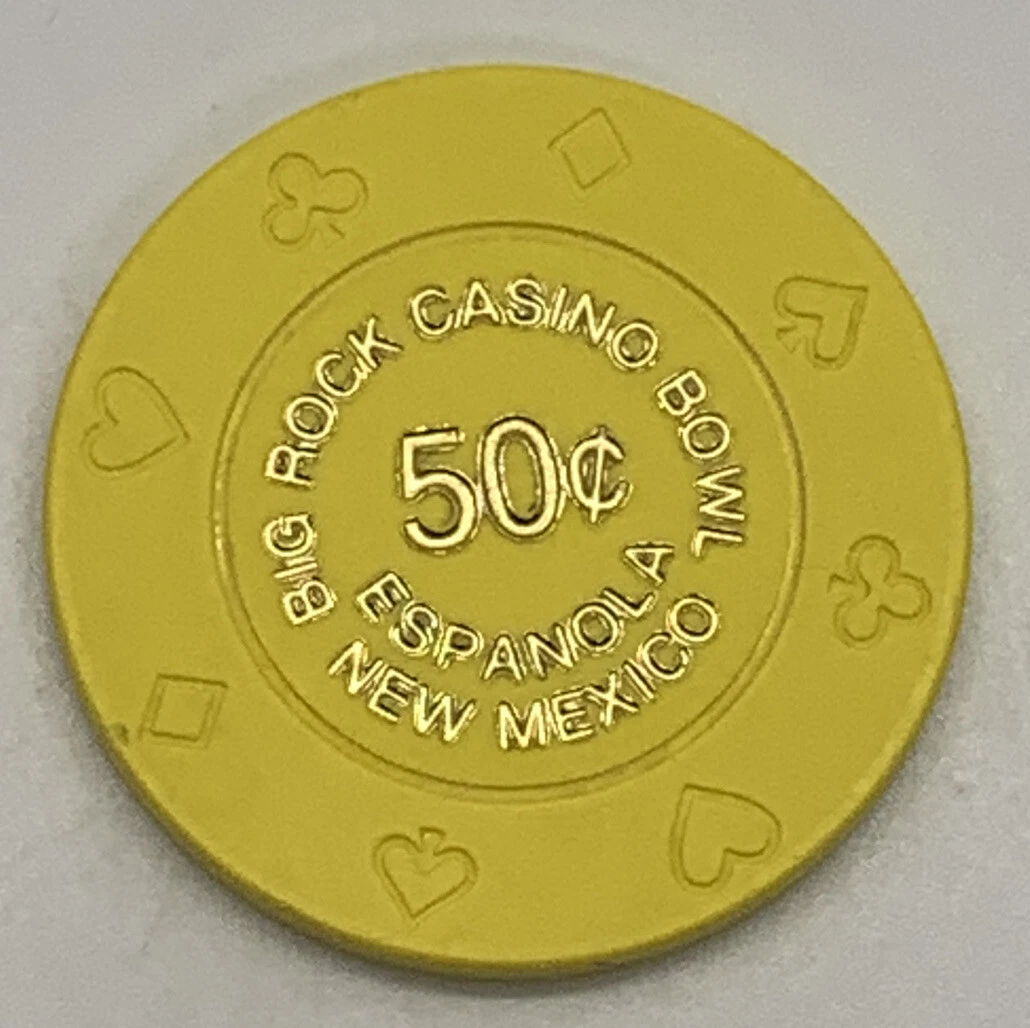 BIG ROCK CASINO BOWL
50¢
ESPANOLA
NEW MEXICO